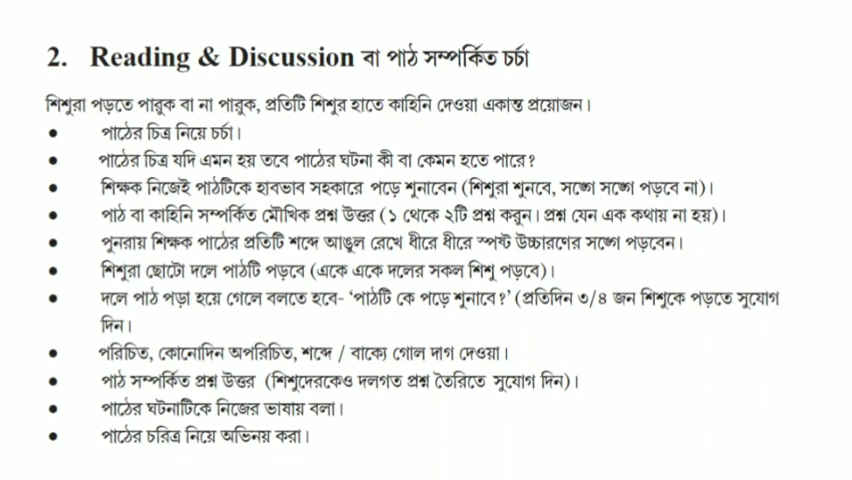 2. Reading & Discussion বা পাঠ সম্পর্কিত চর্চা
শিশুরা পড়তে পারুক বা না পারুক, প্রতিটি শিশুর হাতে কাহিনি দেওয়া একান্ত প্রয়োজন।
• পাঠের চিত্র নিয়ে চর্চা।
• পাঠের চিত্র যদি এমন হয় তবে পাঠের ঘটনা কী বা কেমন হতে পারে?
• শিক্ষক নিজেই পাঠটিকে হাবভাব সহকারে পড়ে শুনাবেন (শিশুরা শুনবে, সঙ্গে সঙ্গে পড়বে না)।
• পাঠ বা কাহিনি সম্পর্কিত মৌখিক প্রশ্ন উত্তর (১ থেকে ২টি প্রশ্ন করুন। প্রশ্ন যেন এক কথায় না হয়)।
• পুনরায় শিক্ষক পাঠের প্রতিটি শব্দে আঙুল রেখে ধীরে ধীরে স্পষ্ট উচ্চারণের সঙ্গে পড়বেন।
• শিশুরা ছোটো দলে পাঠটি পড়বে (একে একে দলের সকল শিশু পড়বে)।
• দলে পাঠ পড়া হয়ে গেলে বলতে হবে- ‘পাঠটি কে পড়ে শুনাবে?’ (প্রতিদিন ৩/৪ জন শিশুকে পড়তে সুযোগ
দিন।
• পরিচিত, কোনোদিন অপরিচিত, শব্দে / বাক্যে গোল দাগ দেওয়া।
• পাঠ সম্পর্কিত প্রশ্ন উত্তর (শিশুদেরকেও দলগত প্রশ্ন তৈরিতে সুযোগ দিন)।
• পাঠের ঘটনাটিকে নিজের ভাষায় বলা।
• পাঠের চরিত্র নিয়ে অভিনয় করা।